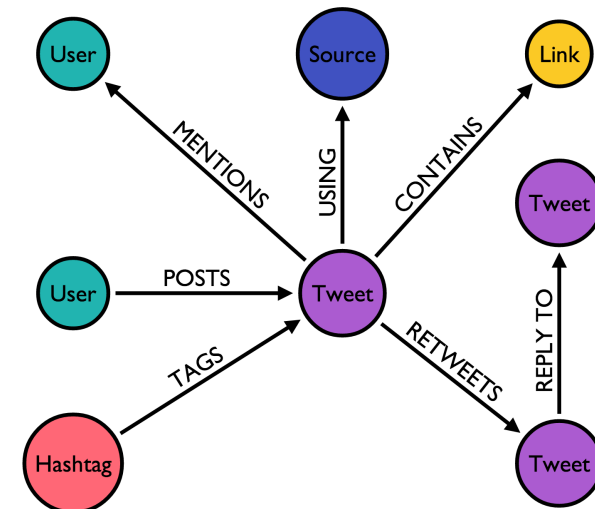 User
Source
Link
MENTIONS
USING
CONTAINS
Tweet
User
POSTS
Tweet
TAGS
RETWEETS
REPLY TO
Hashtag
Tweet